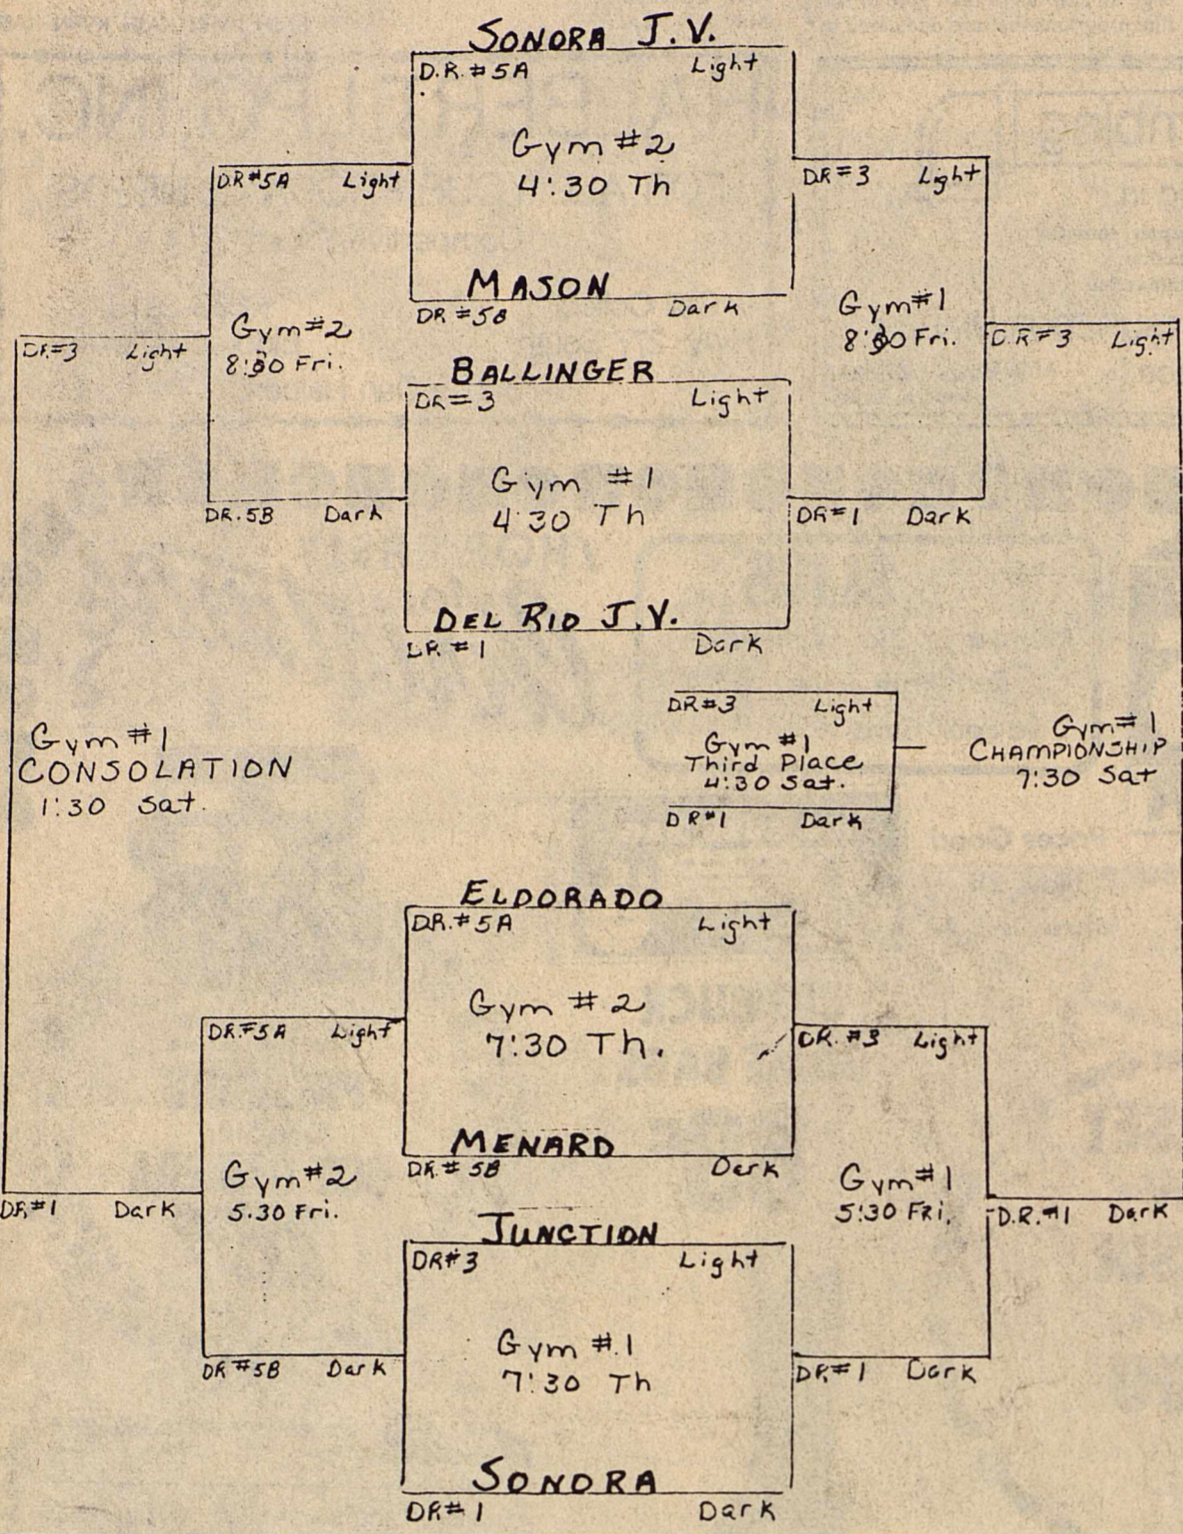 SONORA J.V.
D.R. #5A Light
Gym #2
4:30 Th
MASON
DR #5B Dark
DR #5A Light
Gym #2
Fri.
DR. 5B Dark
DR #3 Light
Gym #1
Fri.
DR #1 Dark
BALLINGER
DR #3 Light
Gym #1
4:30 Th
DEL RIO J.V.
DR #1 Dark
DR #3 Light
DR #3 Light
Gym #1
CONSOLATION
1:30 Sat.
DR #3 Light
Gym #1
Third Place
4:30 Sat.
DR #1 Dark
Gym #1
CHAMPIONSHIP
7:30 Sat
ELDORADO
D.R. #5A Light
Gym #2
7:30 Th.
MENARD
DR. #5B Dark
DR. #5A Light
Gym #2
5:30 Fri.
DR #5B Dark
DR. #3 Light
Gym #1
5:30 FRi.
DR. #1 Dark
DR. #1 Dark
D.R. #1 Dark
JUNCTION
DR #3 Light
Gym #1
7:30 Th
SONORA
DR #1 Dark